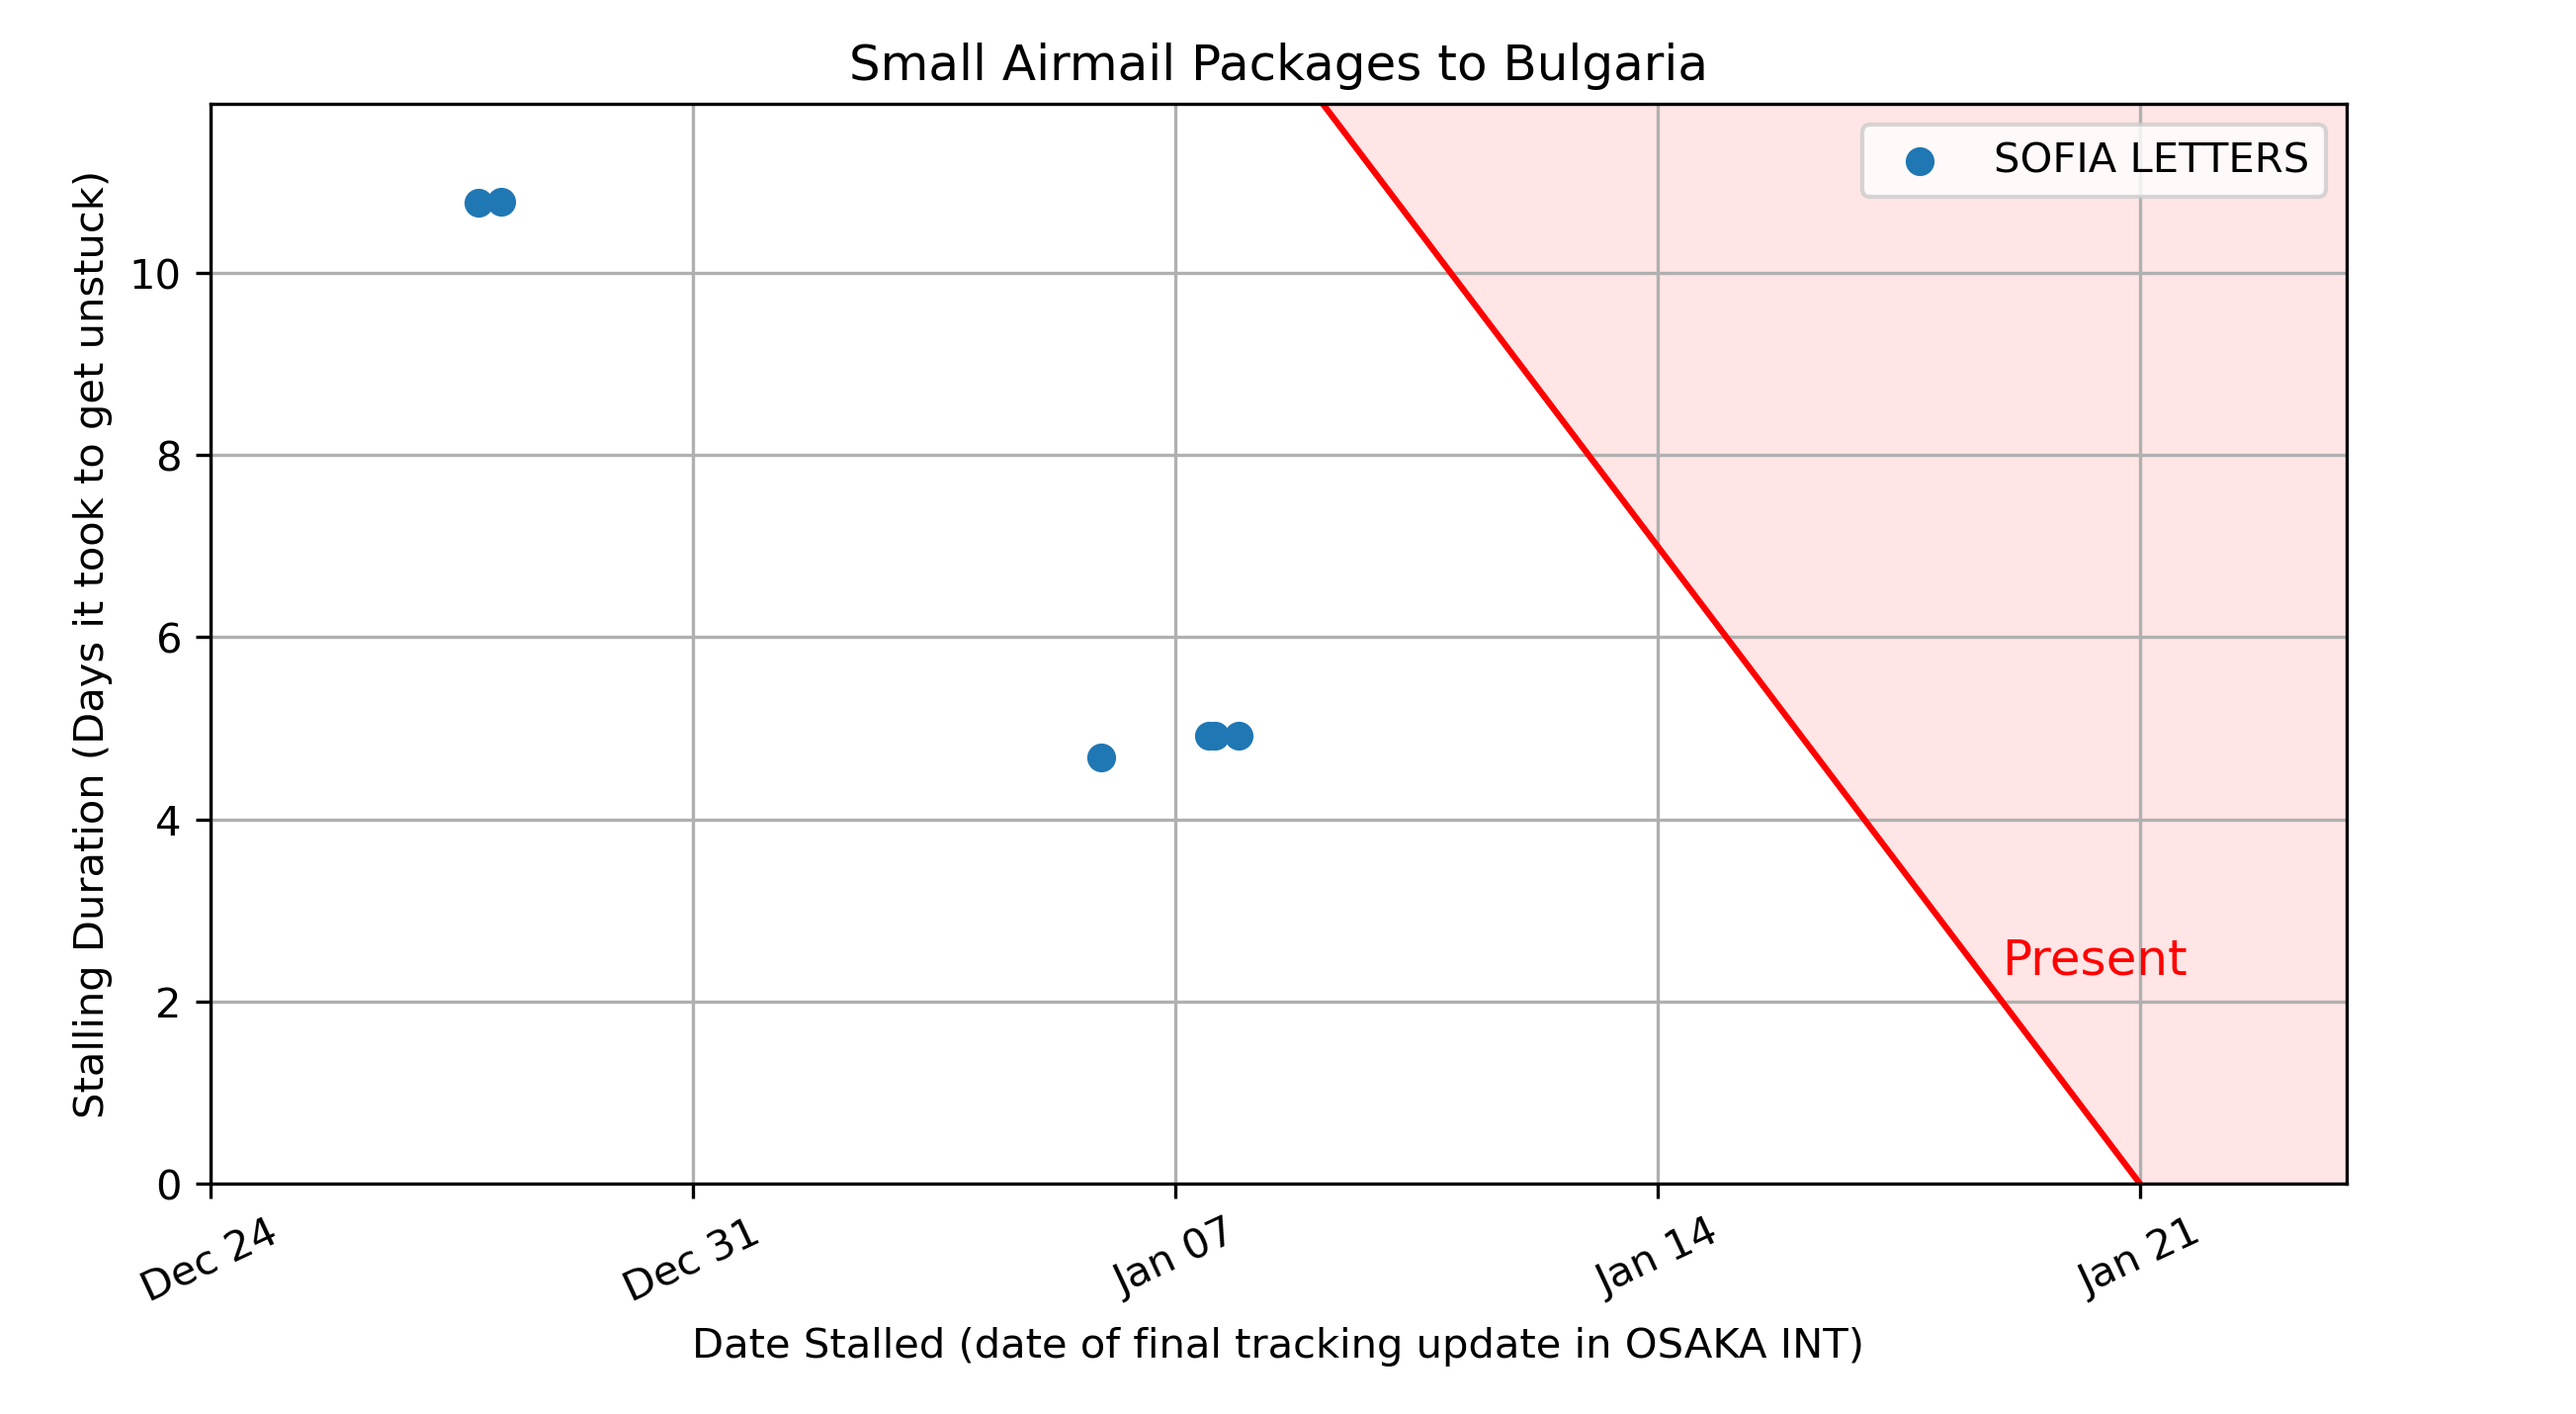 Small Airmail Packages to Bulgaria
SOFIA LETTERS
Stalling Duration (Days it took to get unstuck)
10
8
6
4
2
0
Present
Dec 24
Dec 31
Jan 07
Jan 14
Jan 21
Date Stalled (date of final tracking update in OSAKA INT)